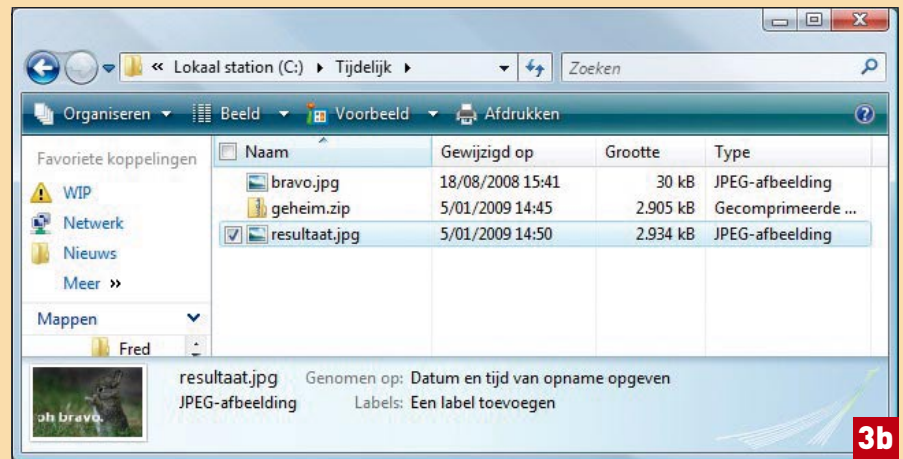 « Lokaal station (C:) ▸ Tijdelijk ▸ Zoeken
Organiseren Beeld Voorbeeld Afdrukken
Favoriete koppelingen
WIP
Netwerk
Nieuws
Meer »
Mappen
Fred
Naam Gewijzigd op Grootte Type
bravo.jpg 18/08/2008 15:41 30 kB JPEG-afbeelding
geheim.zip 5/01/2009 14:45 2.905 kB Gecomprimeerde ...
resultaat.jpg 5/01/2009 14:50 2.934 kB JPEG-afbeelding
oh bravo.
resultaat.jpg Genomen op: Datum en tijd van opname opgeven
JPEG-afbeelding Labels: Een label toevoegen
3b